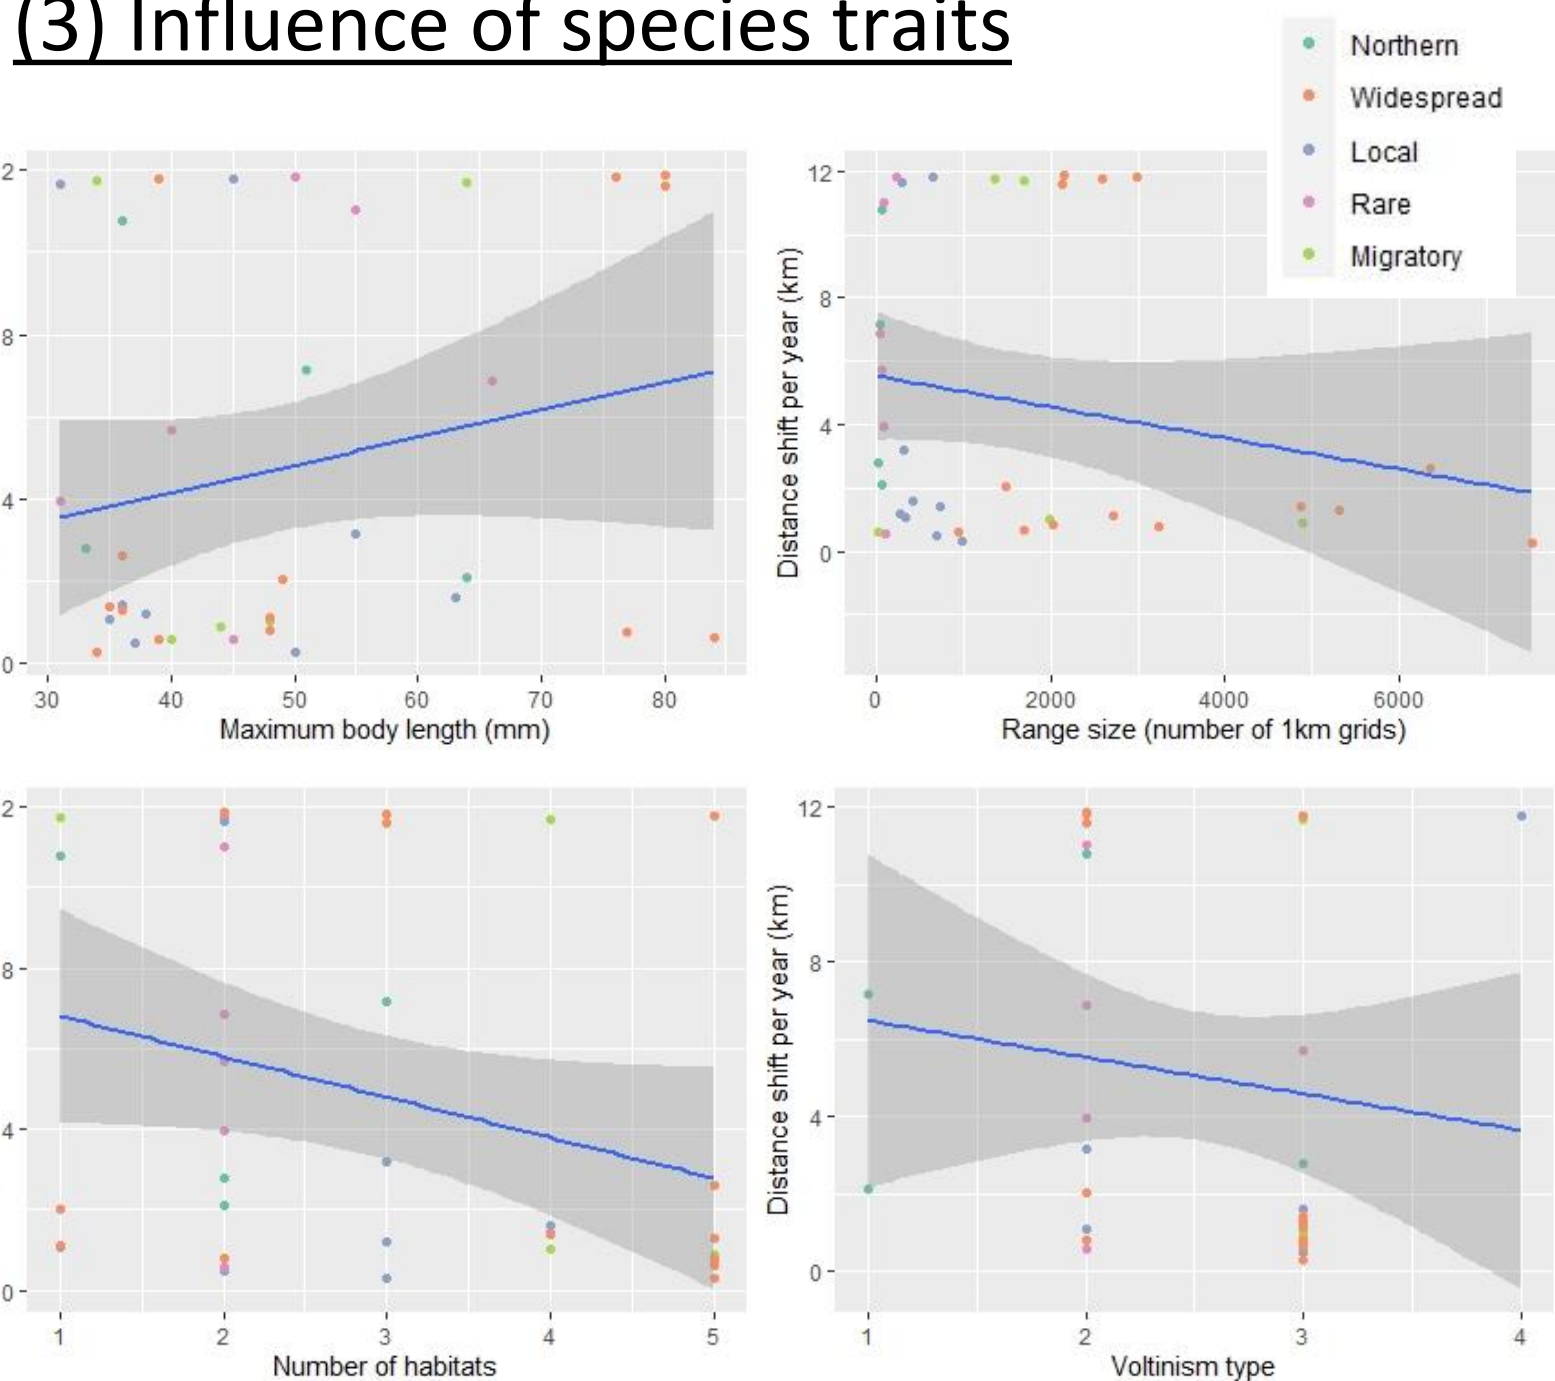 (3) Influence of species traits
Northern
Widespread
Local
Rare
Migratory
2
8
4
0
30 40 50 60 70 80
Maximum body length (mm)
Distance shift per year (km)
12
8
4
0
0 2000 4000 6000
Range size (number of 1km grids)
2
8
4
0
1 2 3 4 5
Number of habitats
Distance shift per year (km)
12
8
4
0
1 2 3 4
Voltinism type